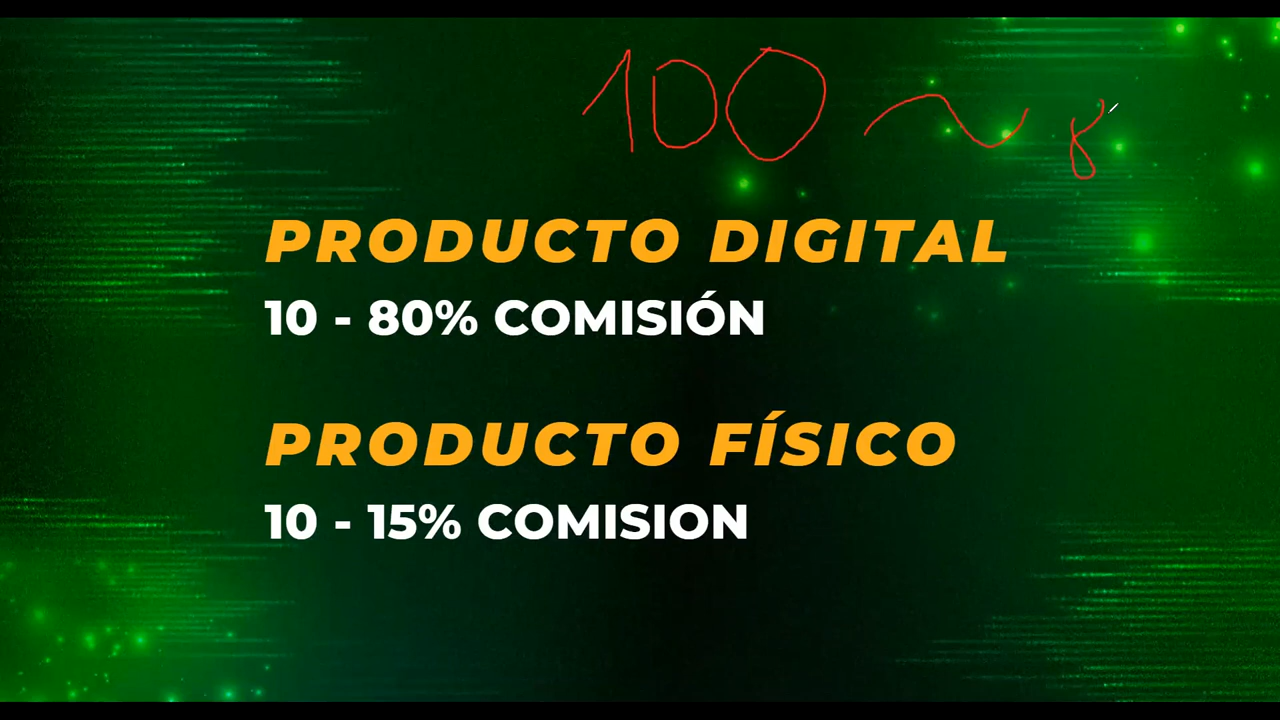 100 ~
PRODUCTO DIGITAL
10 - 80% COMISIÓN
PRODUCTO FÍSICO
10 - 15% COMISION